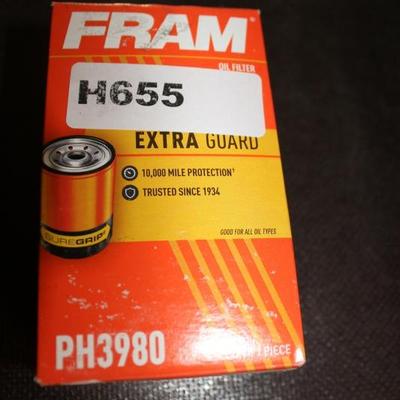 FRAM
OIL FILTER
H655
EXTRA GUARD
10,000 MILE PROTECTION†
TRUSTED SINCE 1934
SUREGRIP
GOOD FOR ALL OIL TYPES
PH3980
PIECE